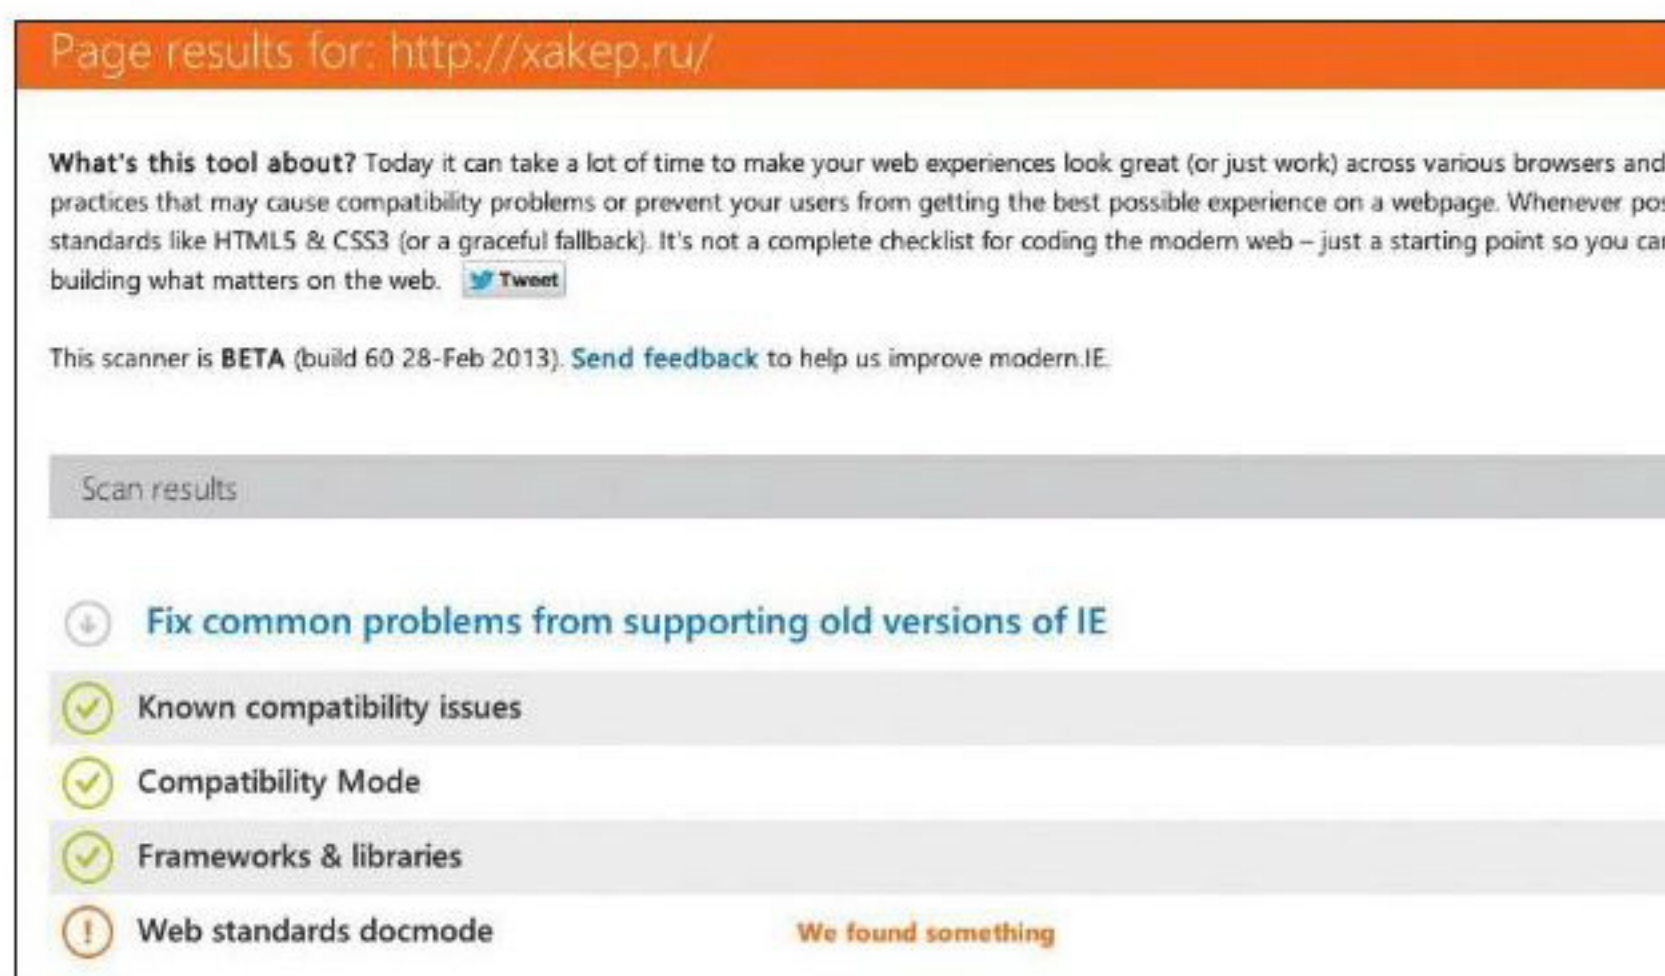 Page results for: http://xakep.ru/
What's this tool about? Today it can take a lot of time to make your web experiences look great (or just work) across various browsers and
practices that may cause compatibility problems or prevent your users from getting the best possible experience on a webpage. Whenever pos
standards like HTML5 & CSS3 (or a graceful fallback). It's not a complete checklist for coding the modern web – just a starting point so you can
building what matters on the web. Tweet
This scanner is BETA (build 60 28-Feb 2013). Send feedback to help us improve modern.IE.
Scan results
Fix common problems from supporting old versions of IE
Known compatibility issues
Compatibility Mode
Frameworks & libraries
Web standards docmode We found something